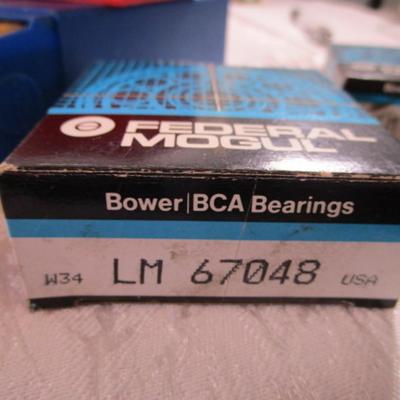 FEDERAL
MOGUL
Bower|BCA Bearings
W34 LM 67048 USA